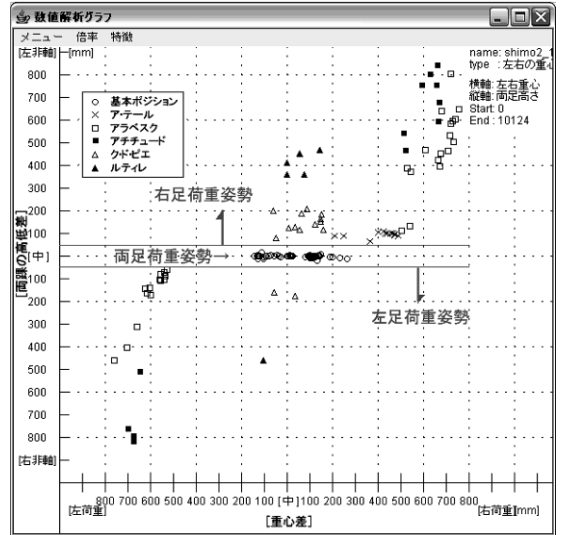 数値解析グラフ
メニュー 倍率 特徴
[左非軸]
[mm]
name: shimo2_1
type : 左右の重心
横軸: 左右重心
縦軸: 両足高さ
Start: 0
End : 10124
○ 基本ポジション
× ア・テール
□ アラベスク
■ アチチュード
△ クドピエ
▲ ルティレ
右足荷重姿勢
両足荷重姿勢→
左足荷重姿勢
[両踝の高低差]
800
700
600
500
400
300
200
100
[中]
100
200
300
400
500
600
700
800
[右非軸]
800 700 600 500 400 300 200 100 [中] 100 200 300 400 500 600 700 800
[左荷重]
[右荷重][mm]
[重心差]